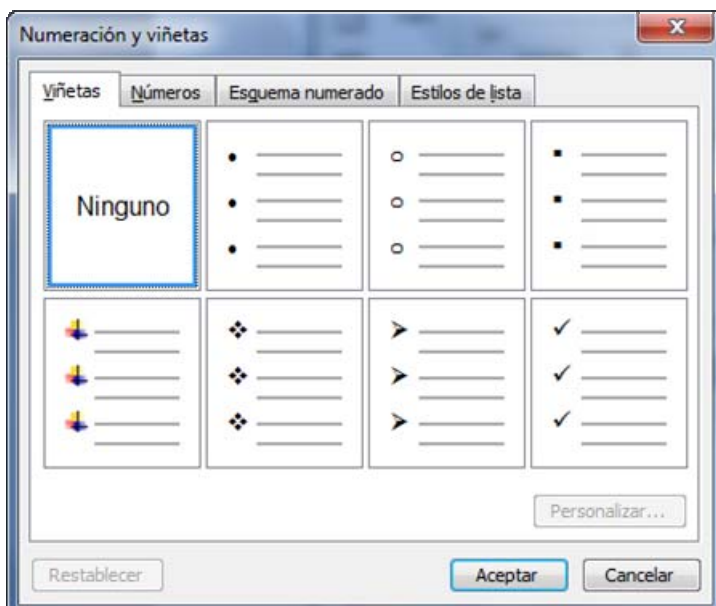 Numeración y viñetas
Viñetas Números Esquema numerado Estilos de lista
Ninguno
Personalizar...
Restablecer Aceptar Cancelar